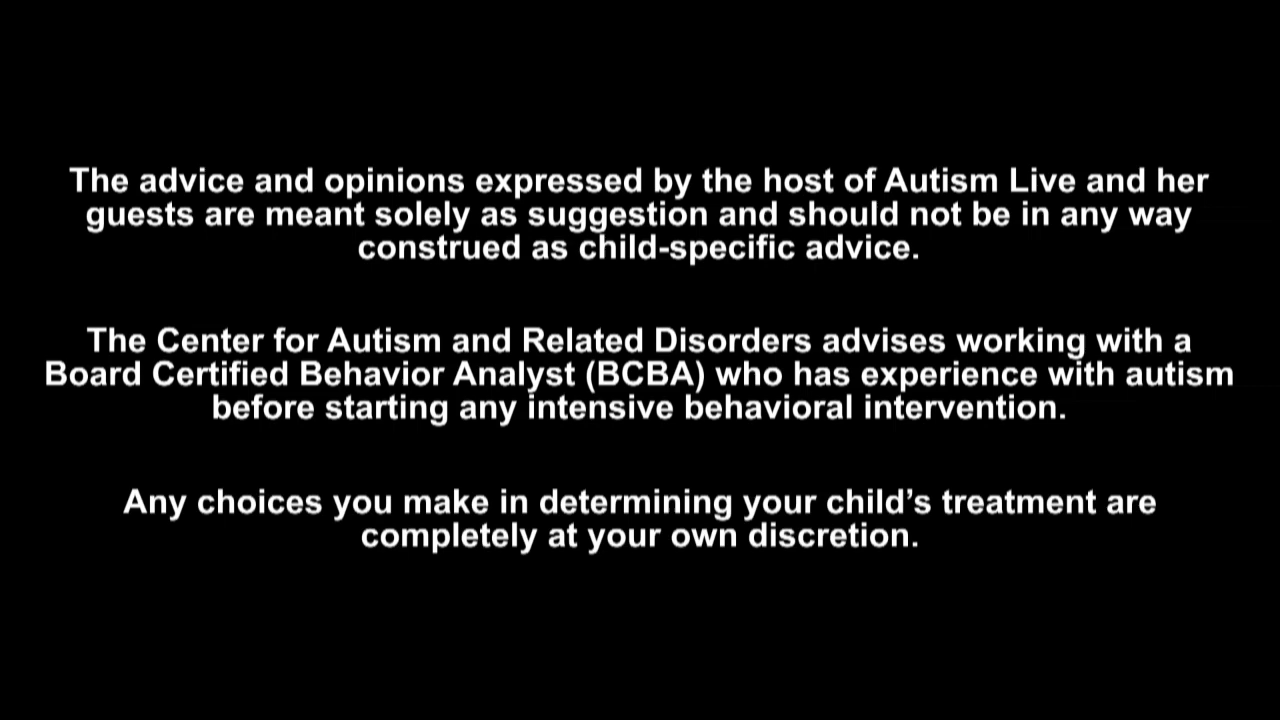 The advice and opinions expressed by the host of Autism Live and her
guests are meant solely as suggestion and should not be in any way
construed as child-specific advice.
The Center for Autism and Related Disorders advises working with a
Board Certified Behavior Analyst (BCBA) who has experience with autism
before starting any intensive behavioral intervention.
Any choices you make in determining your child’s treatment are
completely at your own discretion.